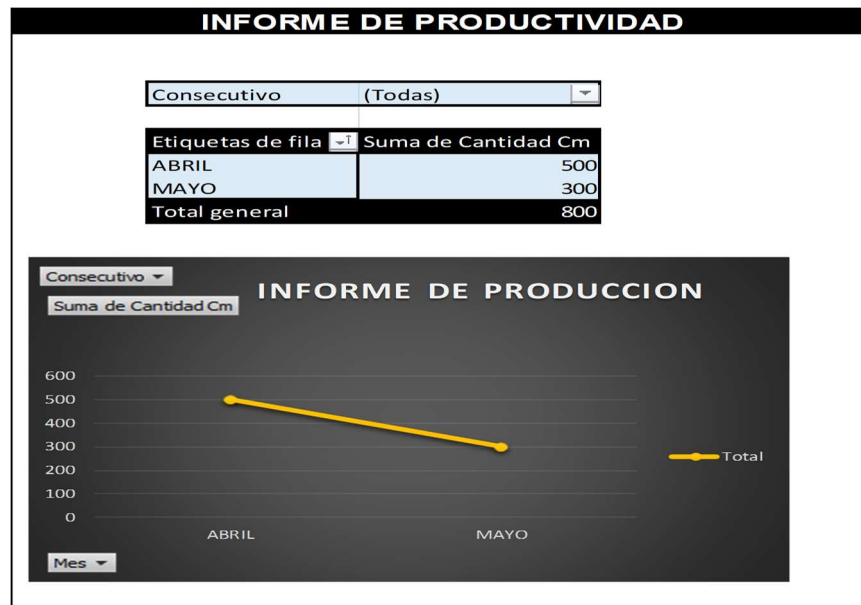 INFORME DE PRODUCTIVIDAD
Consecutivo (Todas)
Etiquetas de fila Suma de Cantidad Cm
ABRIL 500
MAYO 300
Total general 800
Consecutivo
INFORME DE PRODUCCION
Suma de Cantidad Cm
600
500
400
300
200
100
0
Total
ABRIL MAYO
Mes